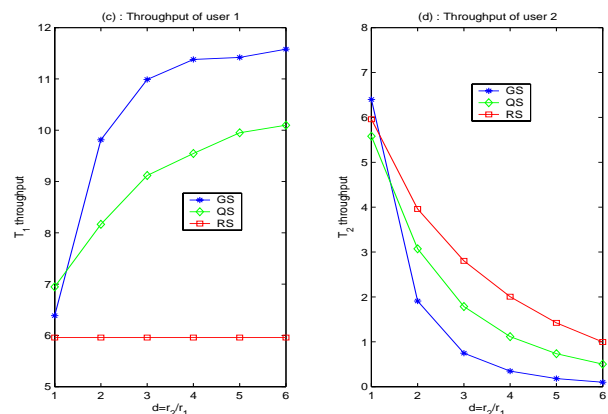 (c) : Throughput of user 1
12
11
10
9
8
7
6
5
1 2 3 4 5 6
T1 throughput
d=r2/r1
GS
QS
RS
(d) : Throughput of user 2
8
7
6
5
4
3
2
1
0
1 2 3 4 5 6
T2 throughput
d=r2/r1
GS
QS
RS